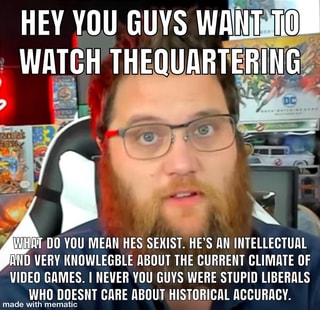 HEY YOU GUYS WANT TO
WATCH THEQUARTERING
DC
WHAT DO YOU MEAN HES SEXIST. HE'S AN INTELLECTUAL
AND VERY KNOWLEGBLE ABOUT THE CURRENT CLIMATE OF
VIDEO GAMES. I NEVER YOU GUYS WERE STUPID LIBERALS
WHO DOESNT CARE ABOUT HISTORICAL ACCURACY.
made with mematic